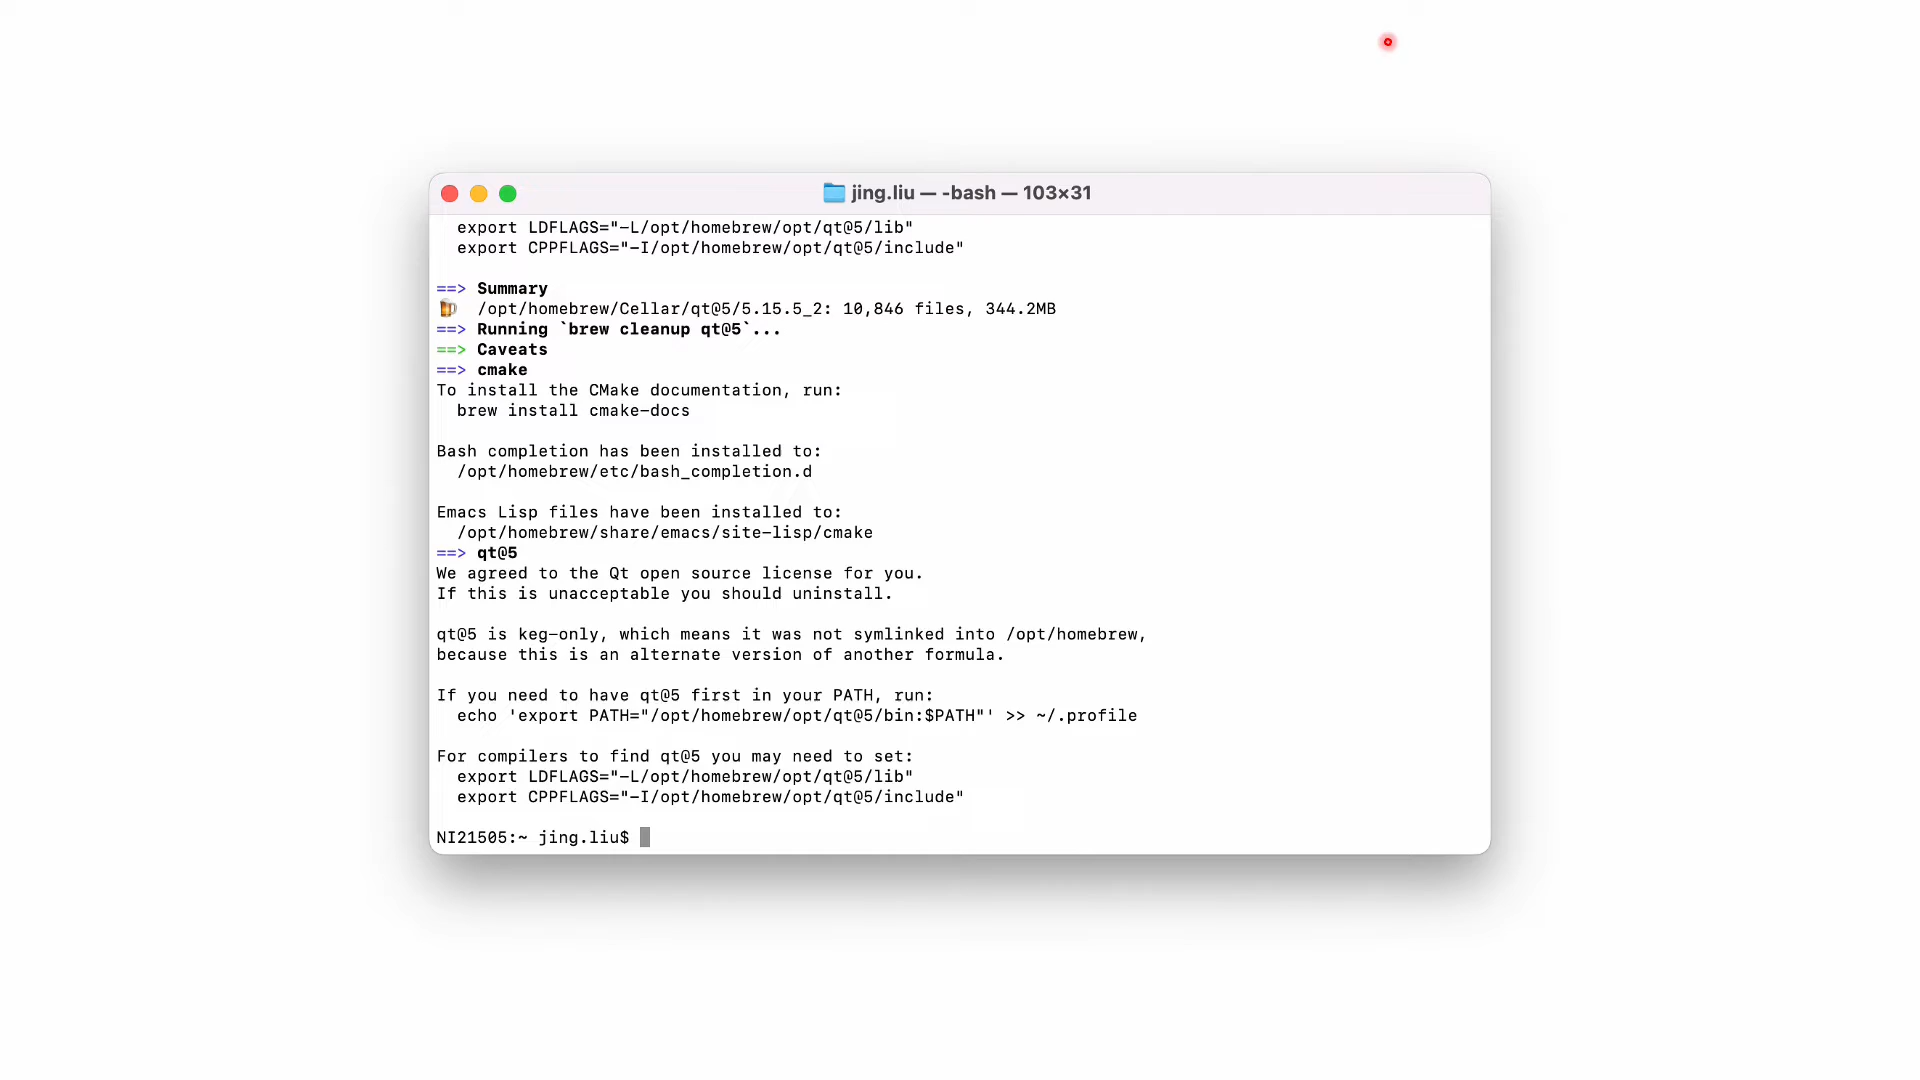 jing.liu — -bash — 103×31
export LDFLAGS="-L/opt/homebrew/opt/qt@5/lib"
export CPPFLAGS="-I/opt/homebrew/opt/qt@5/include"
==> Summary
/opt/homebrew/Cellar/qt@5/5.15.5_2: 10,846 files, 344.2MB
==> Running `brew cleanup qt@5`...
==> Caveats
==> cmake
To install the CMake documentation, run:
brew install cmake-docs
Bash completion has been installed to:
/opt/homebrew/etc/bash_completion.d
Emacs Lisp files have been installed to:
/opt/homebrew/share/emacs/site-lisp/cmake
==> qt@5
We agreed to the Qt open source license for you.
If this is unacceptable you should uninstall.
qt@5 is keg-only, which means it was not symlinked into /opt/homebrew,
because this is an alternate version of another formula.
If you need to have qt@5 first in your PATH, run:
echo 'export PATH="/opt/homebrew/opt/qt@5/bin:$PATH"' >> ~/.profile
For compilers to find qt@5 you may need to set:
export LDFLAGS="-L/opt/homebrew/opt/qt@5/lib"
export CPPFLAGS="-I/opt/homebrew/opt/qt@5/include"
NI21505:~ jing.liu$